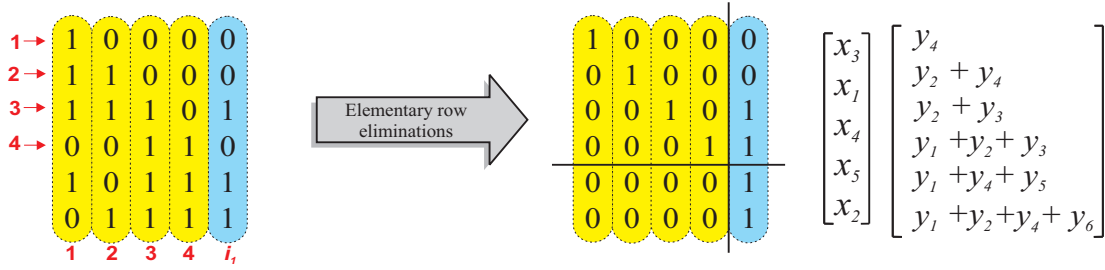 1 → 1 0 0 0 0
2 → 1 1 0 0 0
3 → 1 1 1 0 1
4 → 0 0 1 1 0
1 0 1 1 1
0 1 1 1 1
1 2 3 4 i₁
Elementary row
eliminations
1 0 0 0 0
0 1 0 0 0
0 0 1 0 1
0 0 0 1 1
0 0 0 0 1
0 0 0 0 1
x₃
x₁
x₄
x₅
x₂
y₄
y₂ + y₄
y₂ + y₃
y₁ +y₂+ y₃
y₁ +y₄+ y₅
y₁ +y₂+y₄+ y₆